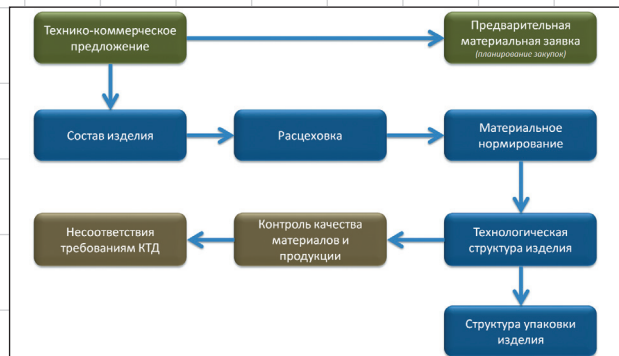 Технико-коммерческое
предложение
Предварительная
материальная заявка
(планирование закупок)
Состав изделия
Расцеховка
Материальное
нормирование
Несоответствия
требованиям КТД
Контроль качества
материалов и
продукции
Технологическая
структура изделия
Структура упаковки
изделия